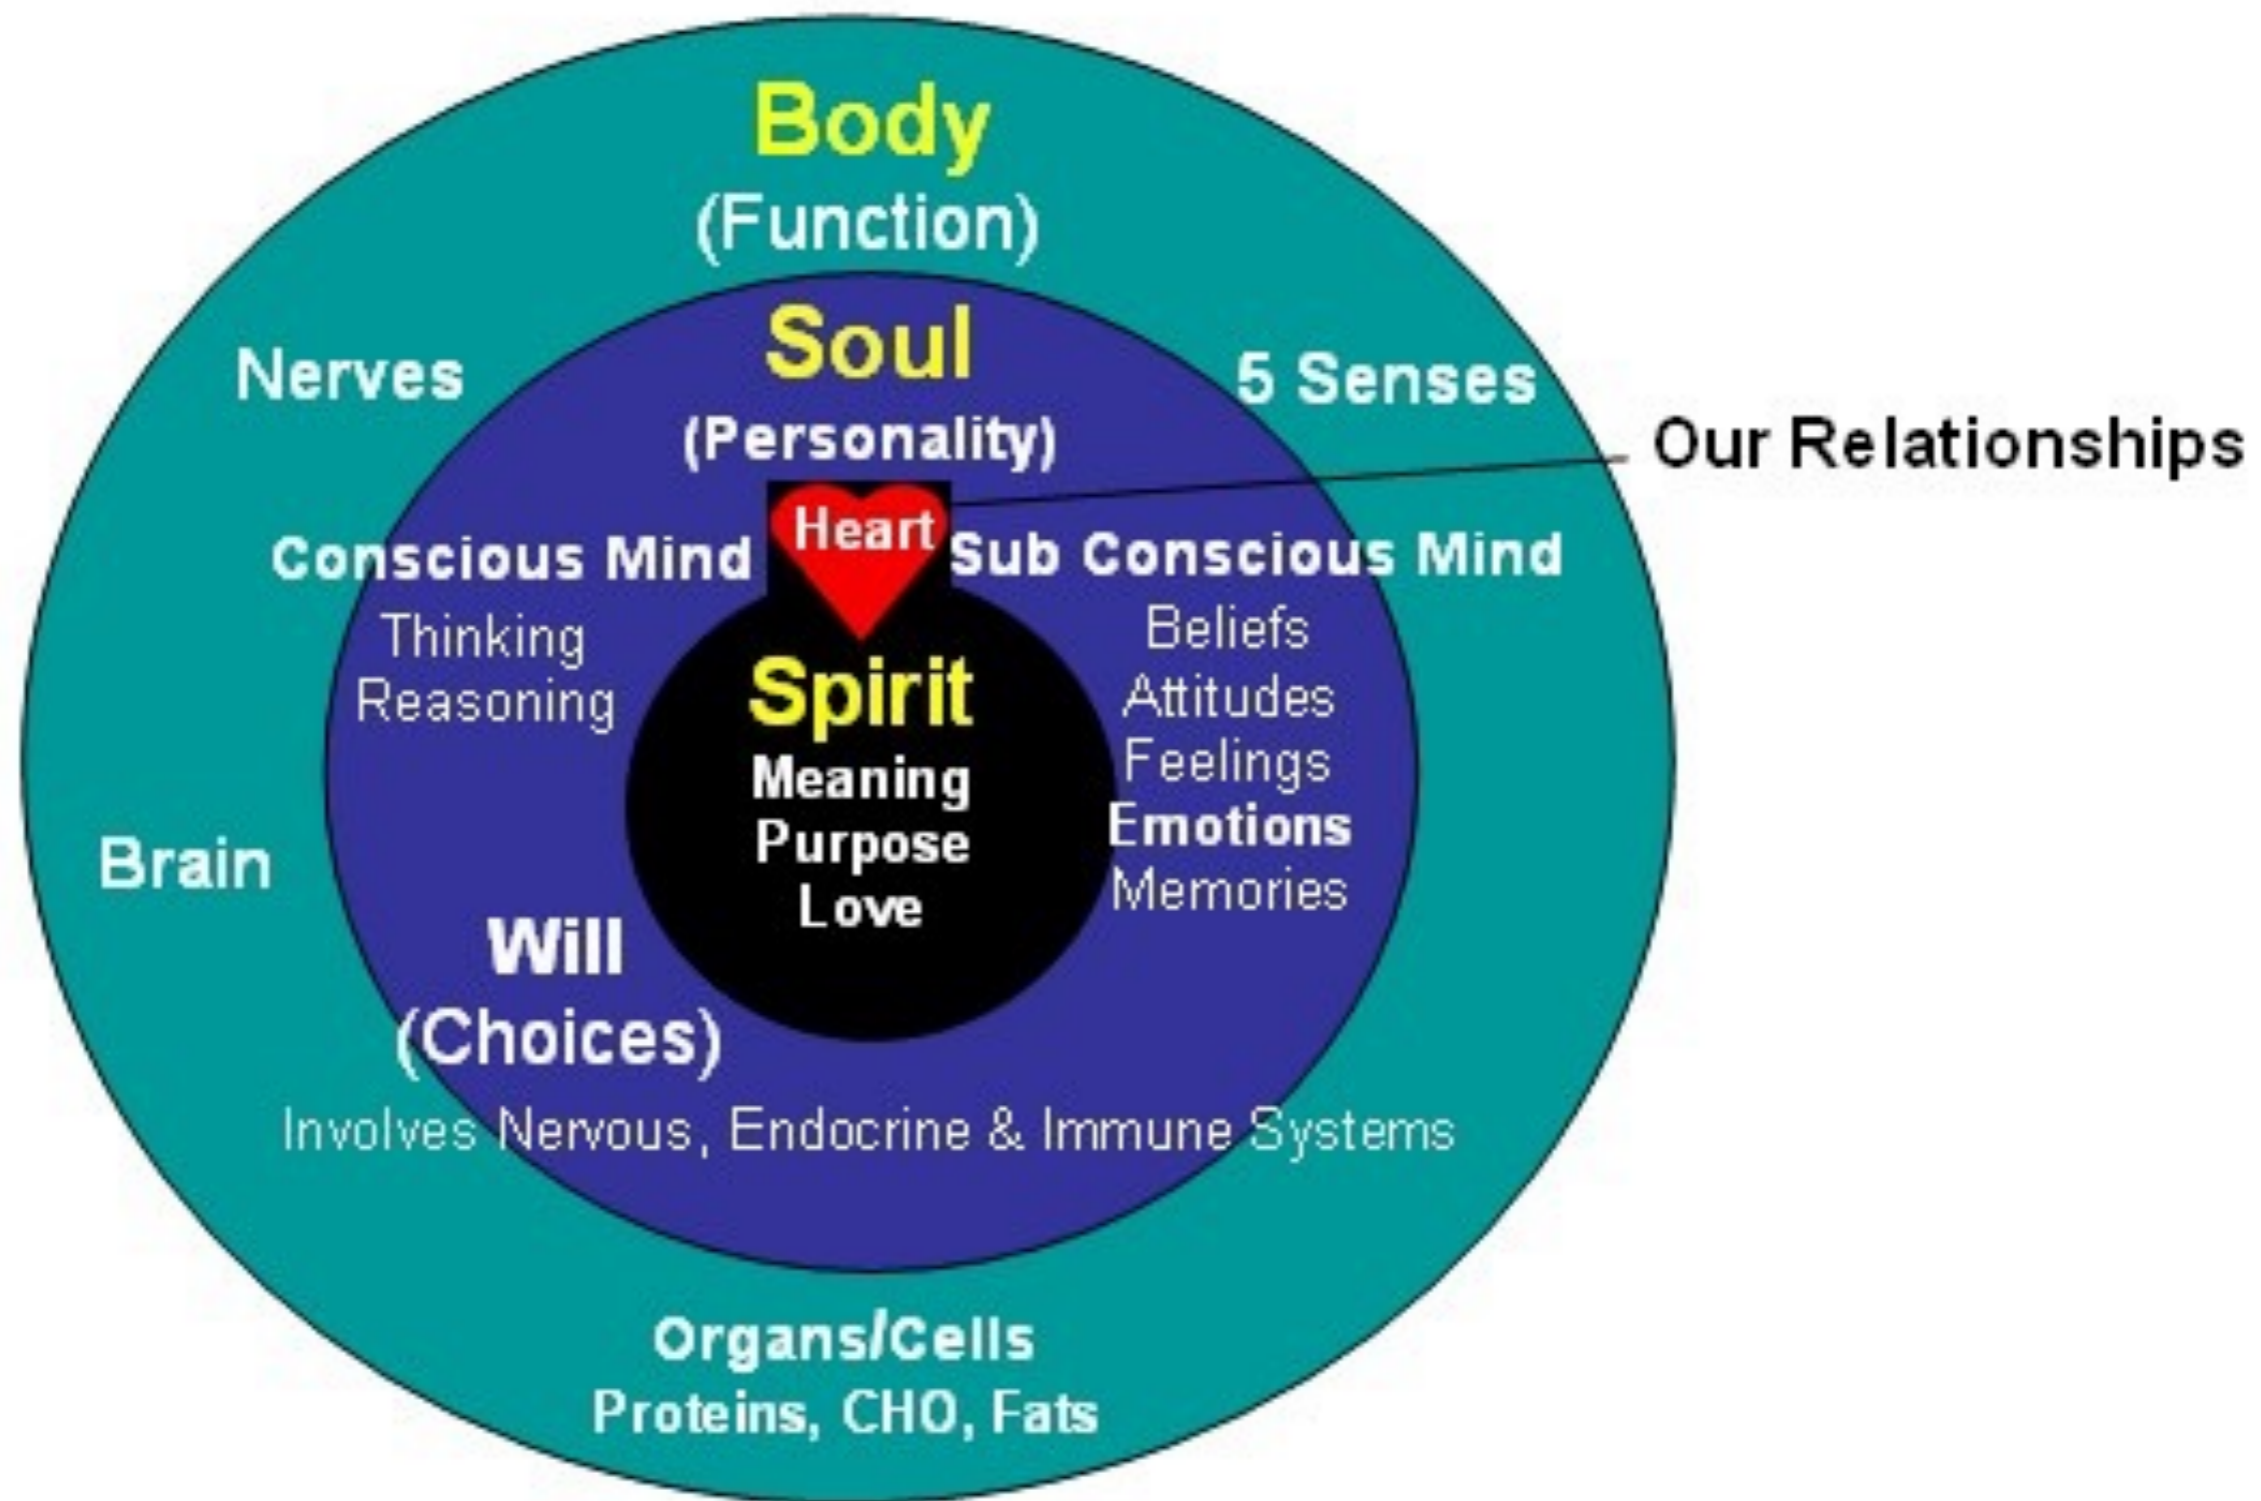 Body
(Function)
Soul
(Personality)
Nerves
5 Senses
Our Relationships
Heart
Conscious Mind
Thinking
Reasoning
Sub Conscious Mind
Beliefs
Attitudes
Feelings
Emotions
Memories
Spirit
Meaning
Purpose
Love
Brain
Will
(Choices)
Involves Nervous, Endocrine & Immune Systems
Organs/Cells
Proteins, CHO, Fats